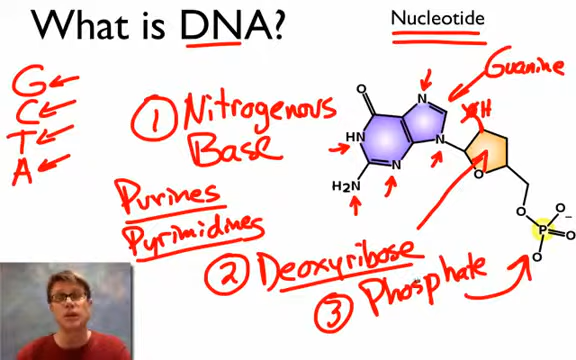 What is DNA?
Nucleotide
G
C
T
A
① Nitrogenous
Base
Guanine
O
N
HN
N
N
H₂N
H
O
O
O⁻
P
O
O
Purines
Pyrimidines
② Deoxyribose
③ Phosphate